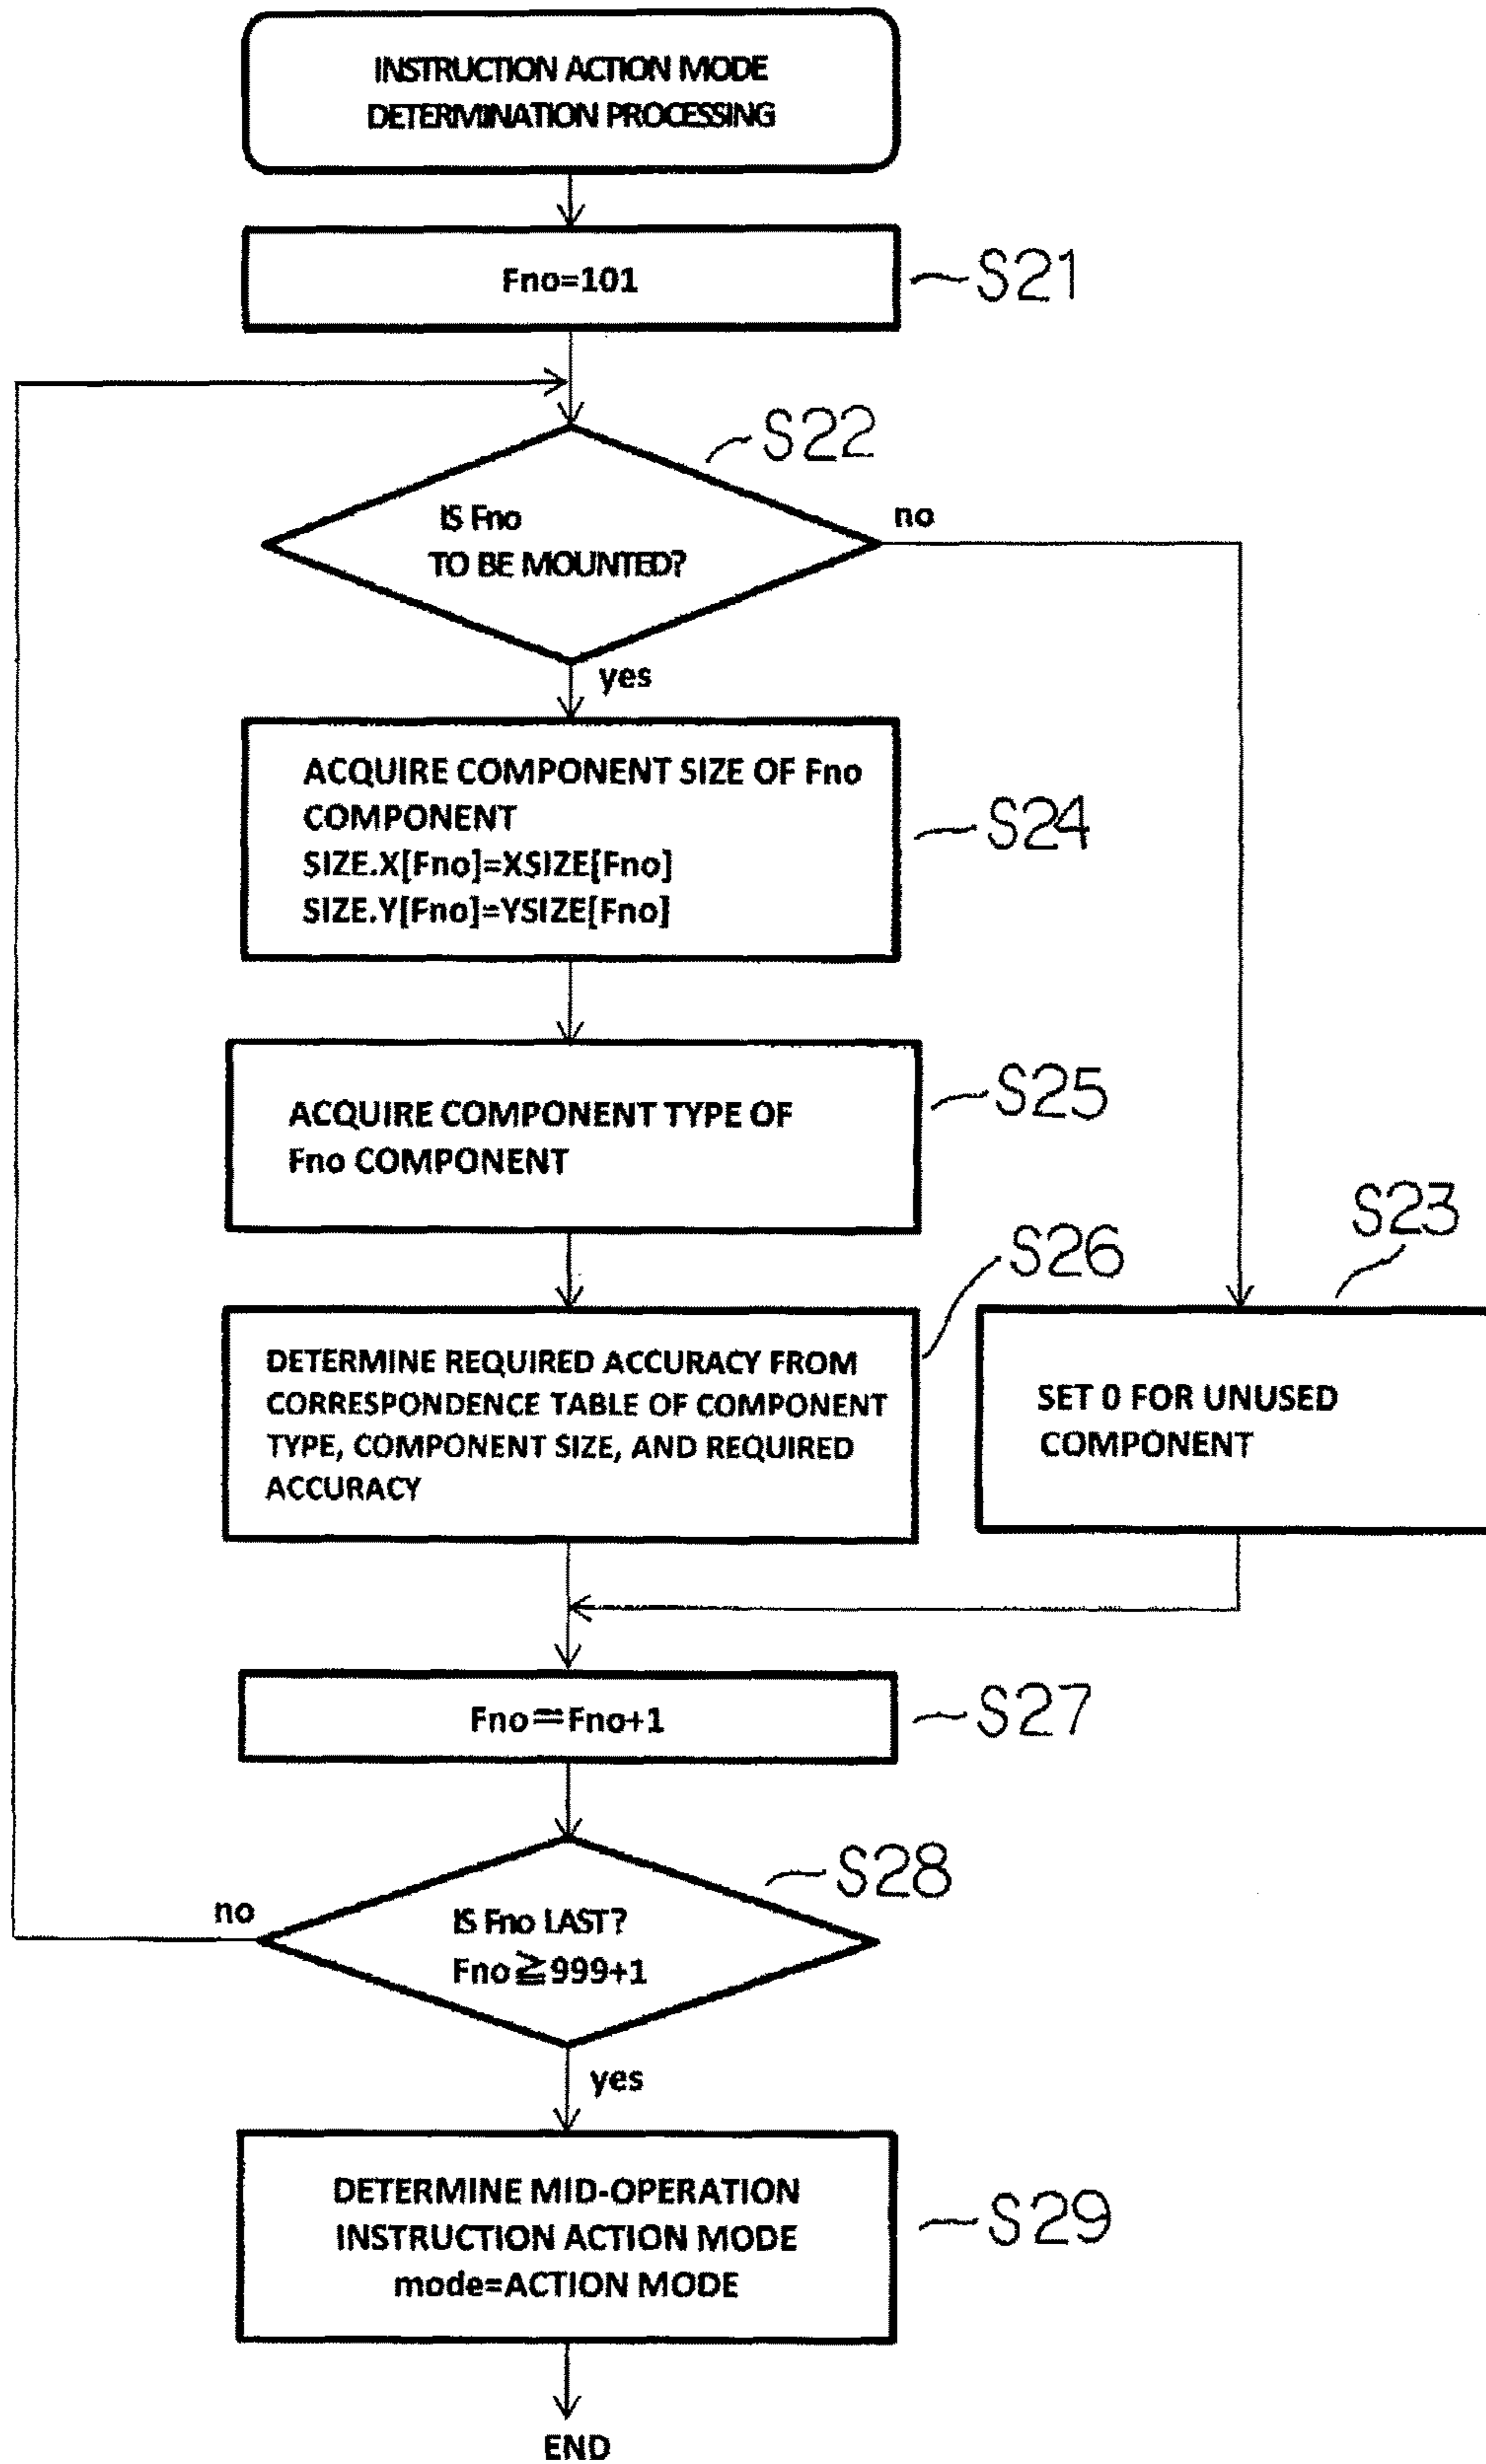 INSTRUCTION ACTION MODE
DETERMINATION PROCESSING
Fno=101
S21
S22
IS Fno
TO BE MOUNTED?
no
yes
ACQUIRE COMPONENT SIZE OF Fno
COMPONENT
SIZE.X[Fno]=XSIZE[Fno]
SIZE.Y[Fno]=YSIZE[Fno]
S24
ACQUIRE COMPONENT TYPE OF
Fno COMPONENT
S25
S26
S23
DETERMINE REQUIRED ACCURACY FROM
CORRESPONDENCE TABLE OF COMPONENT
TYPE, COMPONENT SIZE, AND REQUIRED
ACCURACY
SET 0 FOR UNUSED
COMPONENT
Fno=Fno+1
S27
S28
IS Fno LAST?
Fno≧999+1
no
yes
DETERMINE MID-OPERATION
INSTRUCTION ACTION MODE
mode=ACTION MODE
S29
END